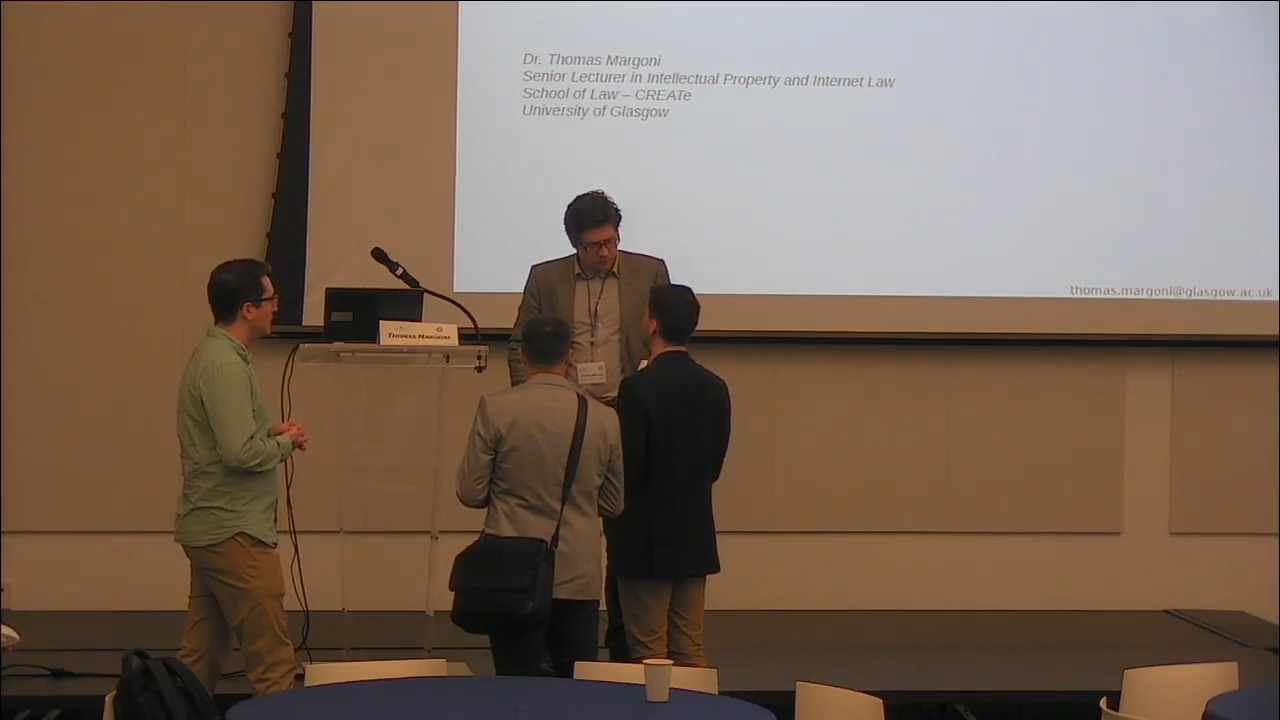 Dr. Thomas Margoni
Senior Lecturer in Intellectual Property and Internet Law
School of Law – CREATe
University of Glasgow
thomas.margoni@glasgow.ac.uk
THOMAS MARGONI